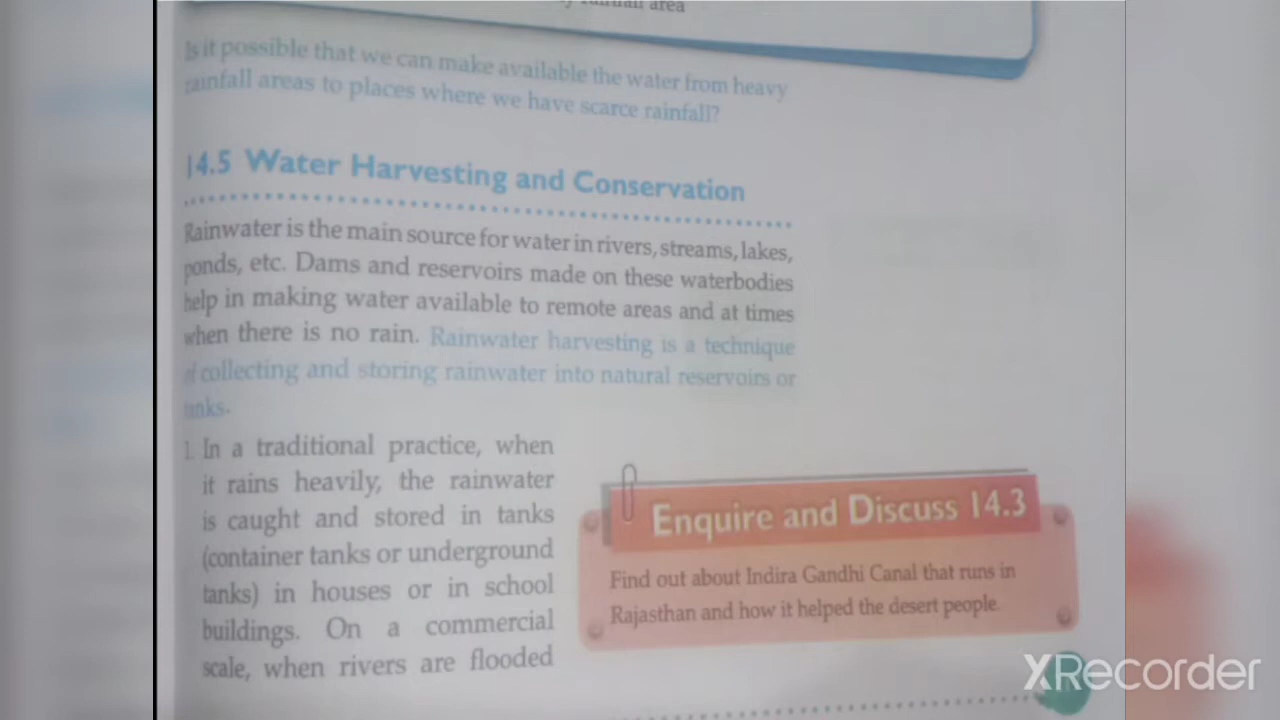 area
Is it possible that we can make available the water from heavy
rainfall areas to places where we have scarce rainfall?
14.5 Water Harvesting and Conservation
Rainwater is the main source for water in rivers, streams, lakes,
ponds, etc. Dams and reservoirs made on these waterbodies
help in making water available to remote areas and at times
when there is no rain. Rainwater harvesting is a technique
of collecting and storing rainwater into natural reservoirs or
tanks.
1. In a traditional practice, when
it rains heavily, the rainwater
is caught and stored in tanks
(container tanks or underground
tanks) in houses or in school
buildings. On a commercial
scale, when rivers are flooded
Enquire and Discuss 14.3
Find out about Indira Gandhi Canal that runs in
Rajasthan and how it helped the desert people.
XRecorder